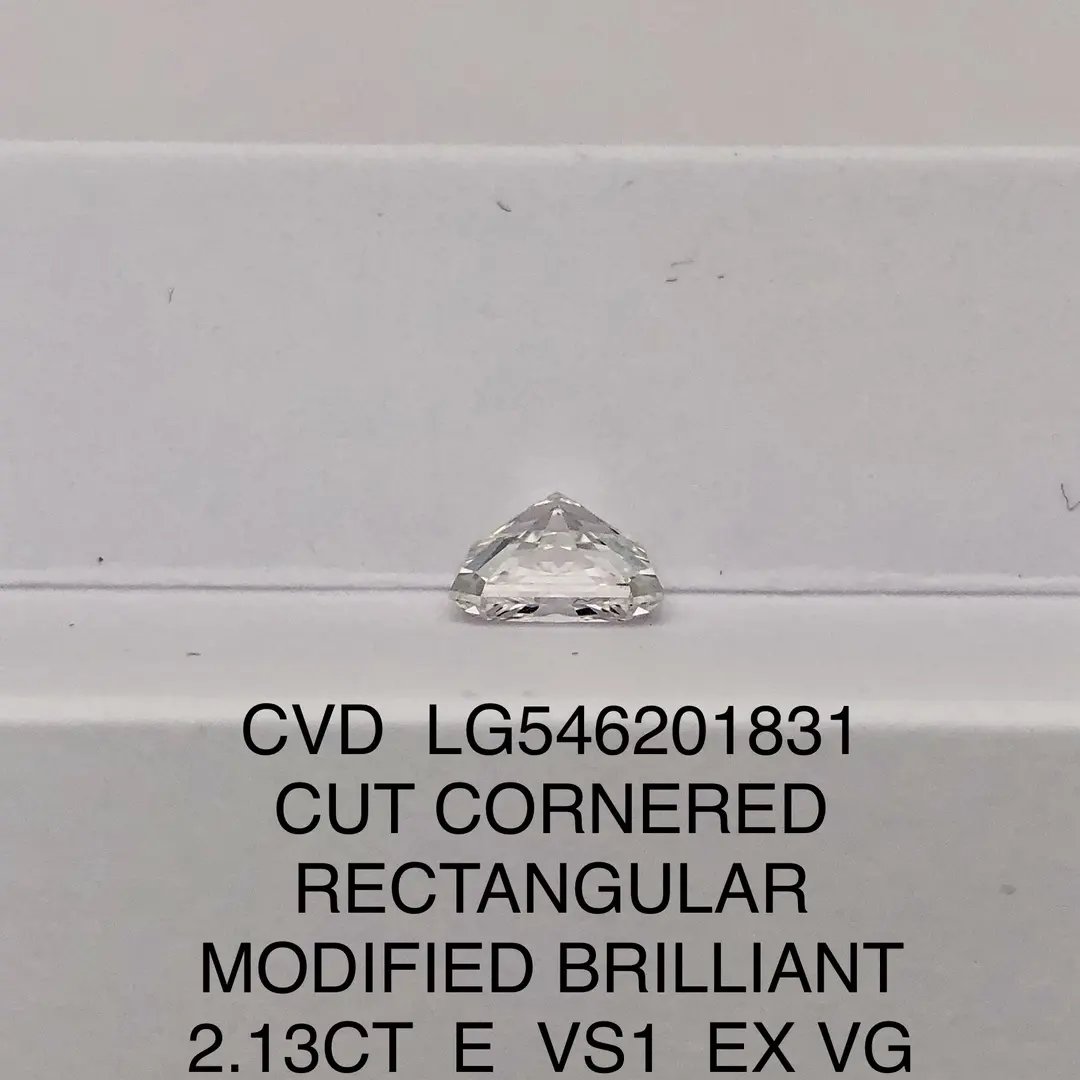 CVD LG546201831
CUT CORNERED
RECTANGULAR
MODIFIED BRILLIANT
2.13CT E VS1 EX VG